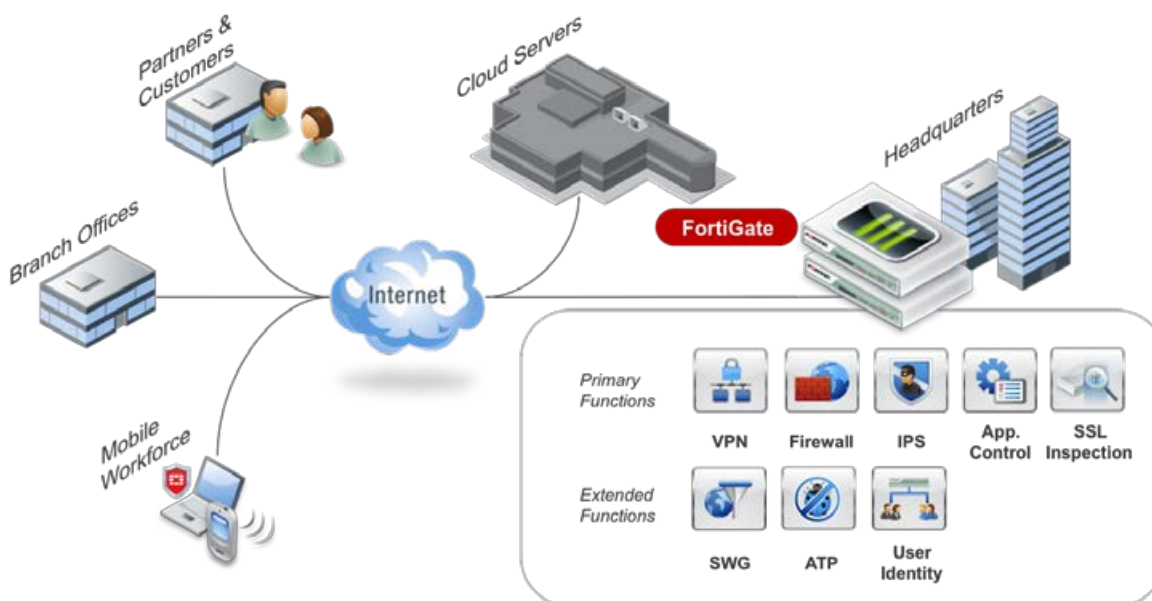 Partners &
Customers
Cloud Servers
Headquarters
FortiGate
Branch Offices
Internet
Primary
Functions
VPN
Firewall
IPS
App.
Control
SSL
Inspection
Mobile
Workforce
Extended
Functions
SWG
ATP
User
Identity